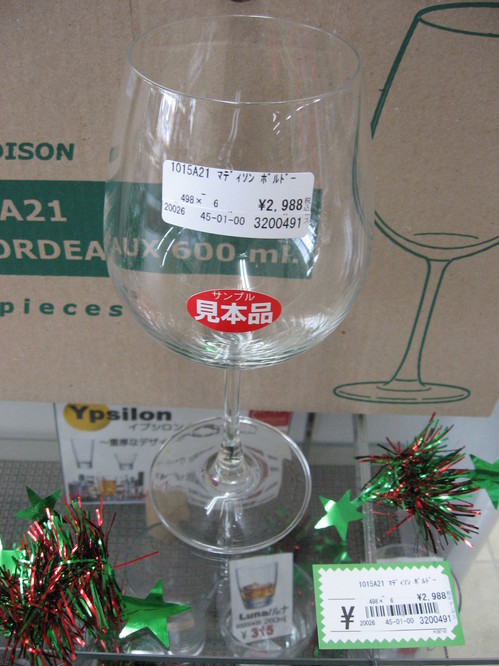 DISON
A21
ORDEAUX 600 ml.
pieces
1015A21 マディソン ボルドー
498× 6 ¥2,988
20026 45-01-00 3200491
サンプル
見本品
Ypsilon
イプシロン
Luna/ルナ
¥315
1015A21 マディソン ボルドー
498× 6 ¥2,988
¥
20026 45-01-00 3200491